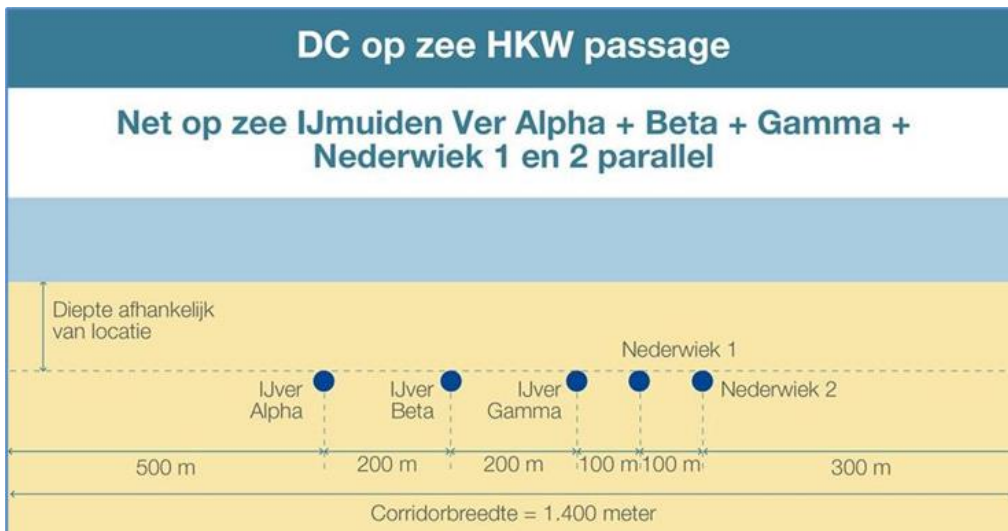 DC op zee HKW passage
Net op zee IJmuiden Ver Alpha + Beta + Gamma +
Nederwiek 1 en 2 parallel
Diepte afhankelijk
van locatie
Nederwiek 1
IJver
Alpha
IJver
Beta
IJver
Gamma
Nederwiek 2
500 m
200 m
200 m
100 m
100 m
300 m
Corridorbreedte = 1.400 meter